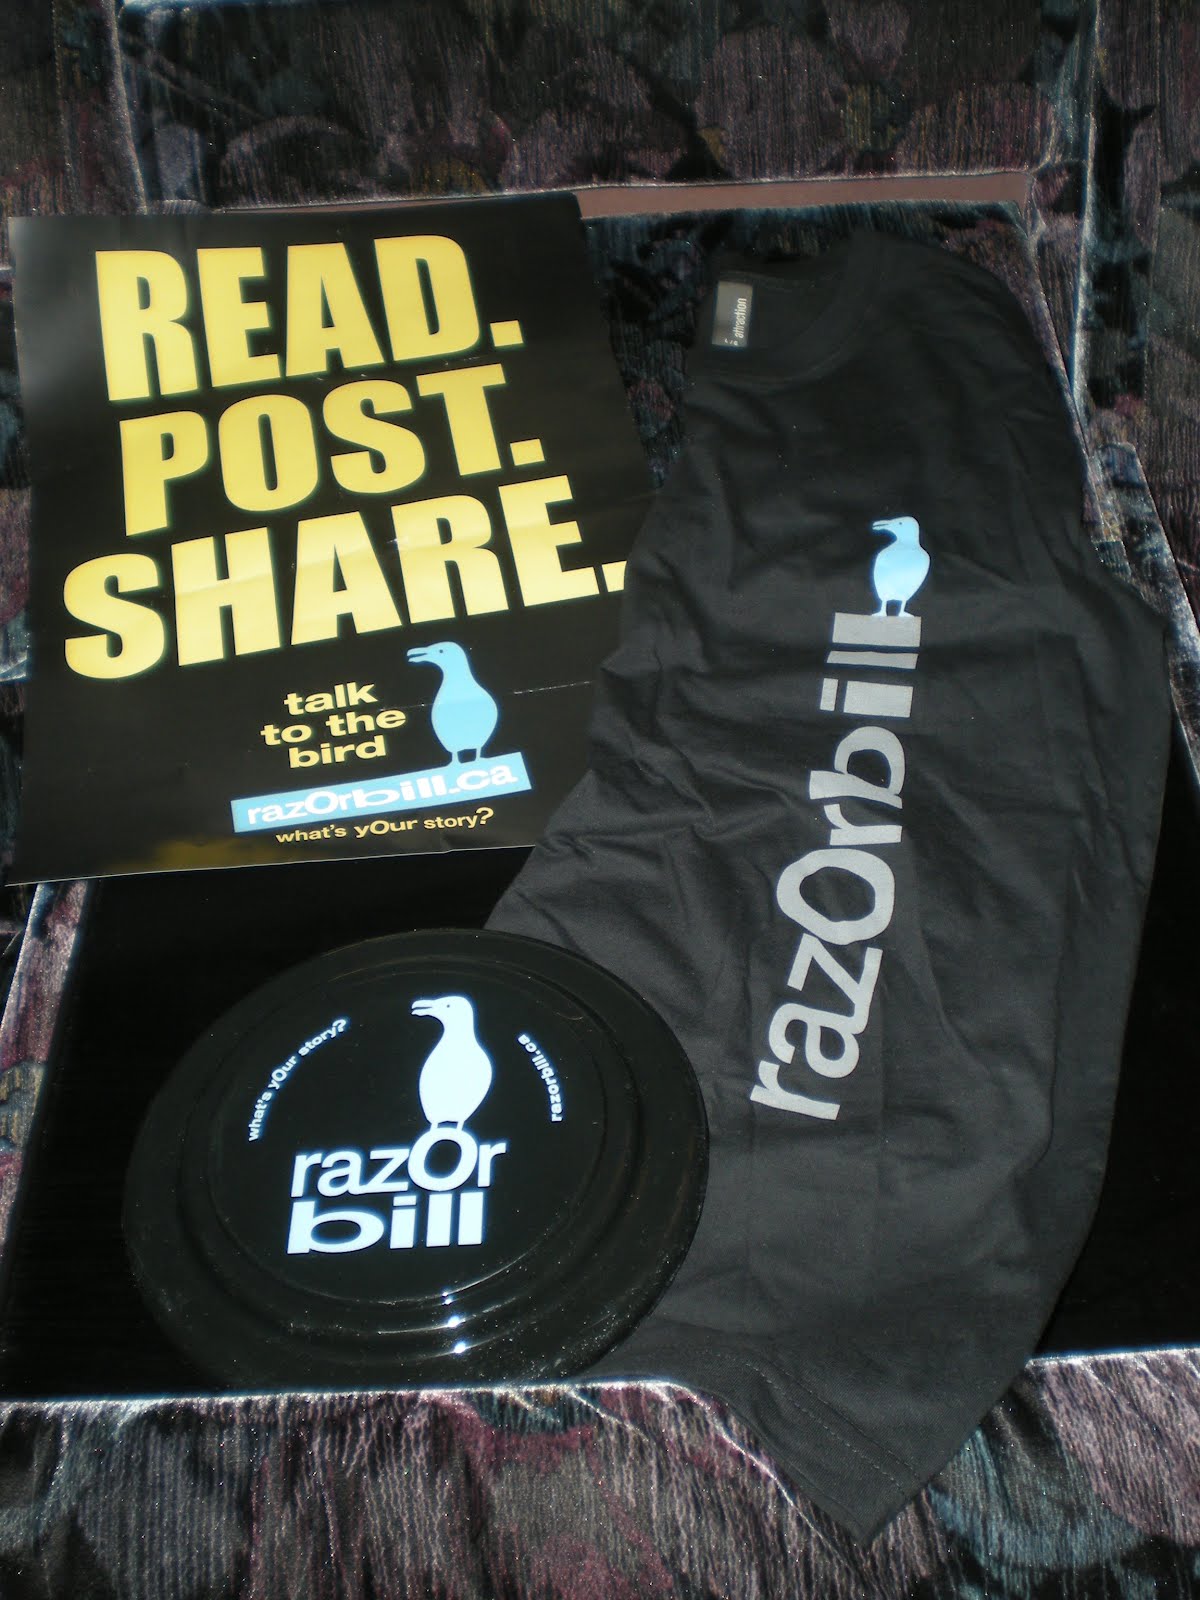 READ.
POST.
SHARE.
talk
to the
bird
razOrbill.ca
what's yOur story?
attraction
razOrbill
what's yOur story?
razorbill.ca
razOr
bill